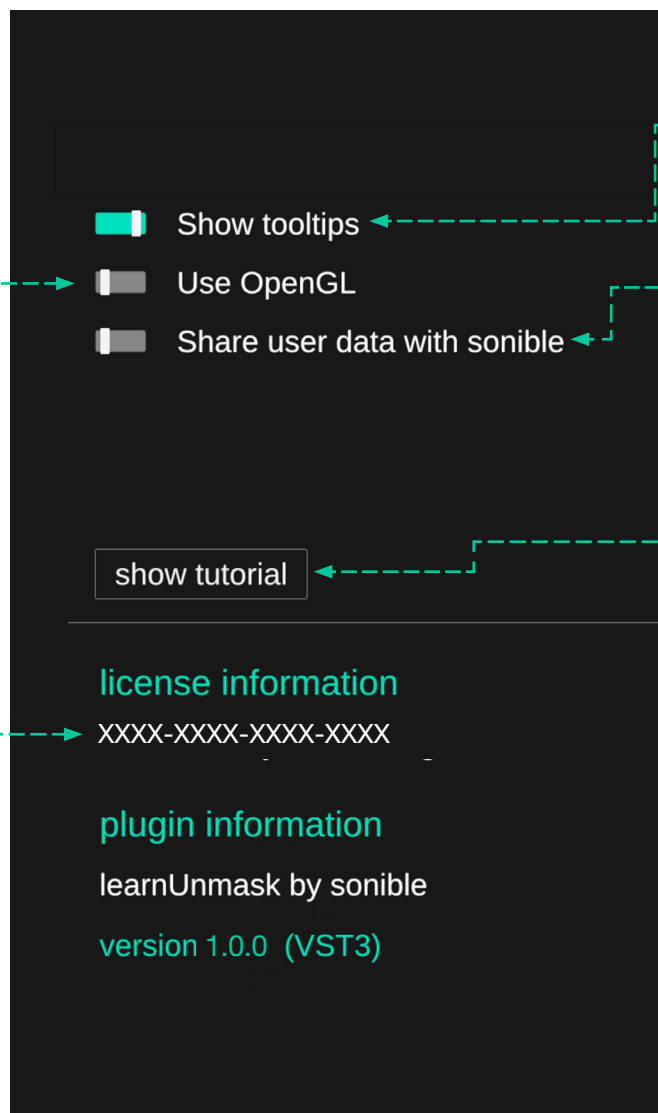 Show tooltips
Use OpenGL
Share user data with sonible
show tutorial
license information
XXXX-XXXX-XXXX-XXXX
plugin information
learnUnmask by sonible
version 1.0.0 (VST3)